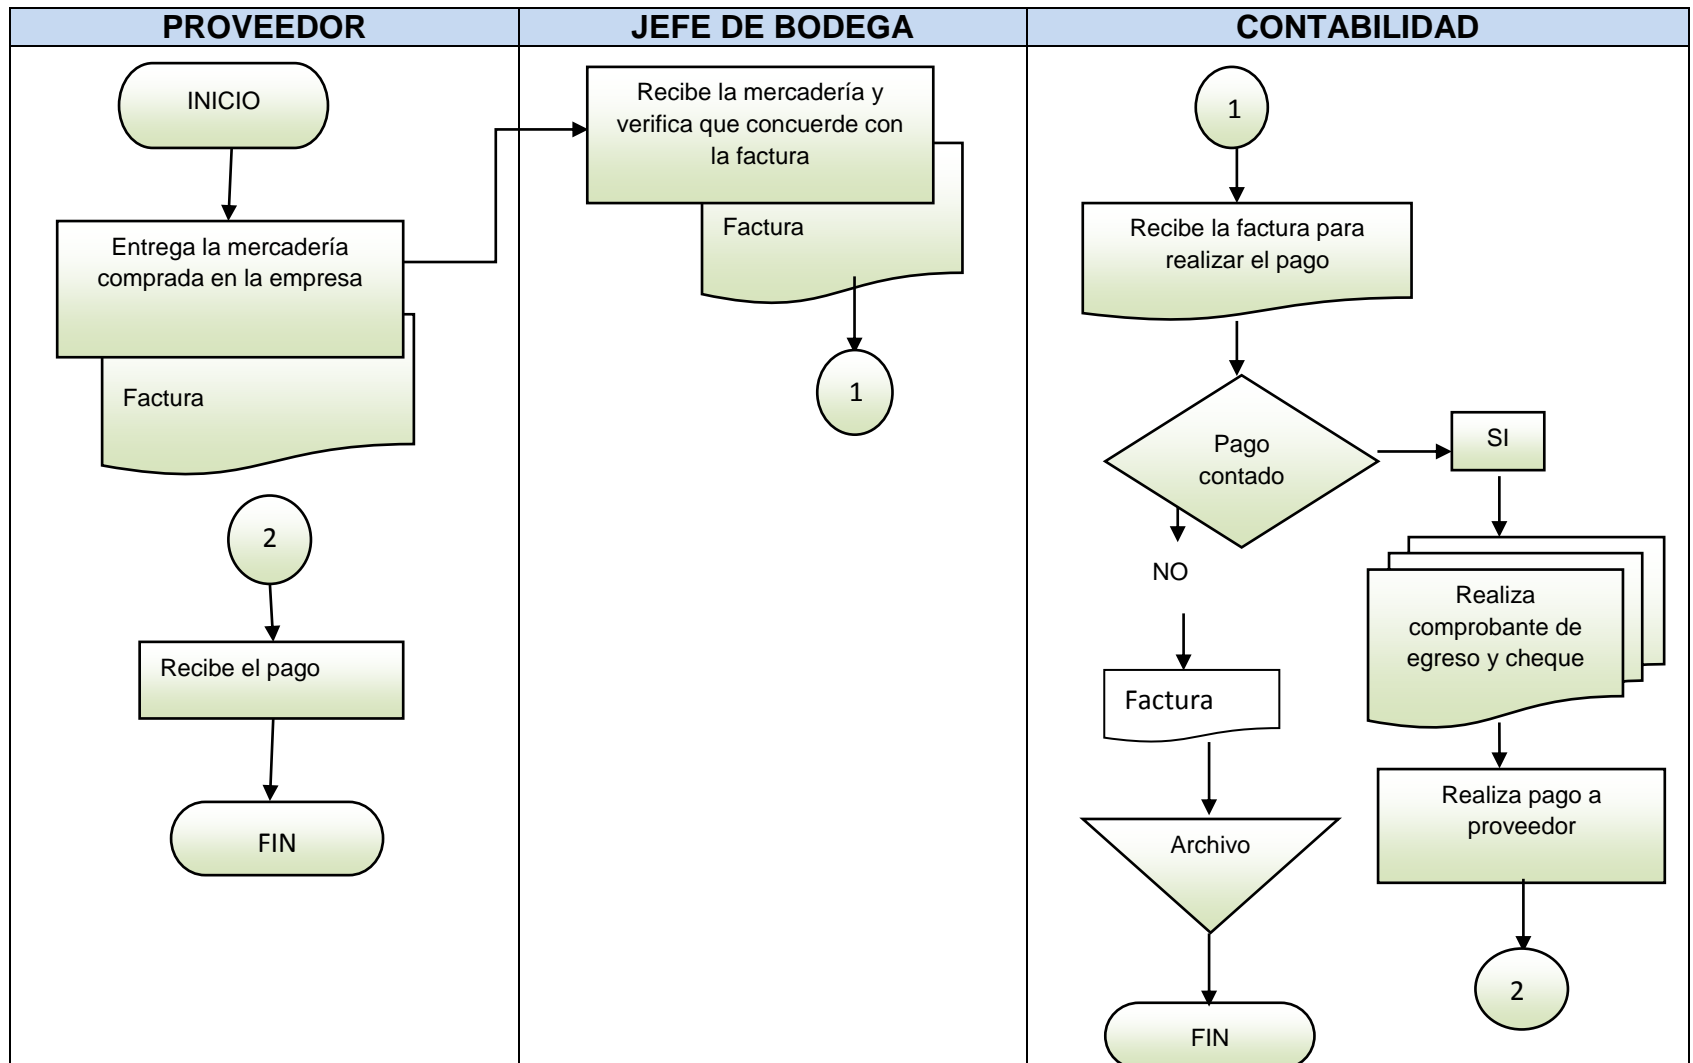 PROVEEDOR
JEFE DE BODEGA
CONTABILIDAD
INICIO
Entrega la mercadería
comprada en la empresa
Factura
2
Recibe el pago
FIN
Recibe la mercadería y
verifica que concuerde con
la factura
Factura
1
1
Recibe la factura para
realizar el pago
Pago
contado
SI
NO
Factura
Archivo
FIN
Realiza
comprobante de
egreso y cheque
Realiza pago a
proveedor
2